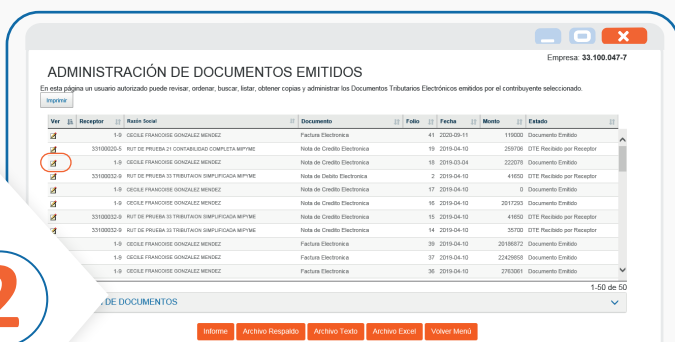 Empresa: 33.100.047-7
ADMINISTRACIÓN DE DOCUMENTOS EMITIDOS
En esta página un usuario autorizado puede revisar, ordenar, buscar, listar, obtener copias y administrar los Documentos Tributarios Electrónicos emitidos por el contribuyente seleccionado.
Imprimir
Ver Receptor Razón Social Documento Folio Fecha Monto Estado
1-9 CECILE FRANCOISE GONZALEZ MENDEZ Factura Electronica 41 2020-09-11 119000 Documento Emitido
33100020-5 RUT DE PRUEBA 21 CONTABILIDAD COMPLETA MIPYME Nota de Credito Electronica 19 2019-04-10 259706 DTE Recibido por Receptor
1-9 CECILE FRANCOISE GONZALEZ MENDEZ Nota de Credito Electronica 18 2019-03-04 222078 Documento Emitido
33100032-9 RUT DE PRUEBA 33 TRIBUTAION SIMPLIFICADA MIPYME Nota de Debito Electronica 2 2019-04-10 41650 DTE Recibido por Receptor
1-9 CECILE FRANCOISE GONZALEZ MENDEZ Nota de Credito Electronica 17 2019-04-10 0 Documento Emitido
1-9 CECILE FRANCOISE GONZALEZ MENDEZ Nota de Credito Electronica 16 2019-04-10 2017293 Documento Emitido
33100032-9 RUT DE PRUEBA 33 TRIBUTAION SIMPLIFICADA MIPYME Nota de Credito Electronica 15 2019-04-10 41650 DTE Recibido por Receptor
33100032-9 RUT DE PRUEBA 33 TRIBUTAION SIMPLIFICADA MIPYME Nota de Credito Electronica 14 2019-04-10 35700 DTE Recibido por Receptor
1-9 CECILE FRANCOISE GONZALEZ MENDEZ Factura Electronica 39 2019-04-10 20186872 Documento Emitido
1-9 CECILE FRANCOISE GONZALEZ MENDEZ Factura Electronica 37 2019-04-10 22429858 Documento Emitido
1-9 CECILE FRANCOISE GONZALEZ MENDEZ Factura Electronica 36 2019-04-10 2763061 Documento Emitido
1-50 de 50
2
DE DOCUMENTOS
Informe Archivo Respaldo Archivo Texto Archivo Excel Volver Menú